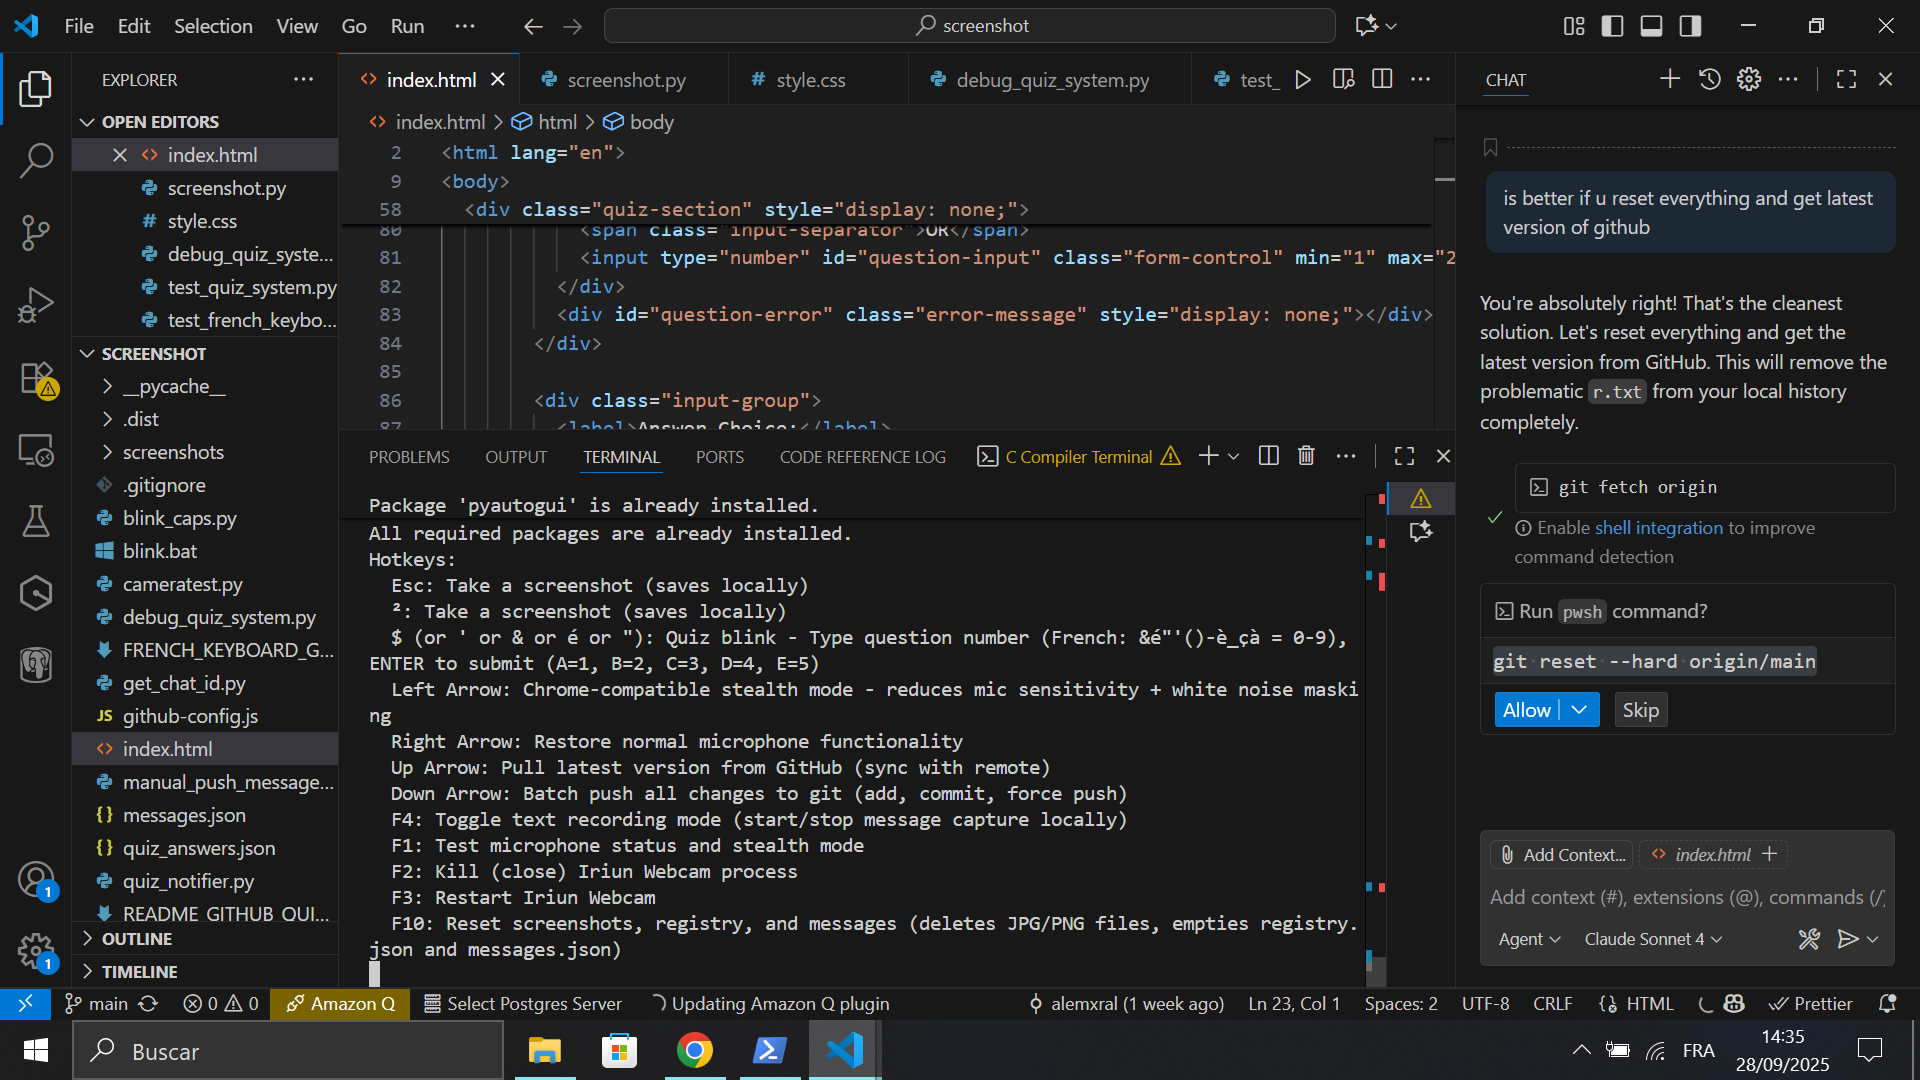 File Edit Selection View Go Run ···
screenshot
EXPLORER ···
OPEN EDITORS
index.html
screenshot.py
style.css
debug_quiz_syste...
test_quiz_system.py
test_french_keybo...
SCREENSHOT
__pycache__
.dist
screenshots
.gitignore
blink_caps.py
blink.bat
cameratest.py
debug_quiz_system.py
FRENCH_KEYBOARD_G...
get_chat_id.py
JS github-config.js
index.html
manual_push_message...
{} messages.json
{} quiz_answers.json
quiz_notifier.py
README GITHUB QUI...
OUTLINE
TIMELINE
1
1
index.html screenshot.py # style.css debug_quiz_system.py test_
index.html > html > body
2 <html lang="en">
9 <body>
58 <div class="quiz-section" style="display: none;">
80 <span class="input-separator">OR</span>
81 <input type="number" id="question-input" class="form-control" min="1" max="2
82 </div>
83 <div id="question-error" class="error-message" style="display: none;"></div>
84 </div>
85
86 <div class="input-group">
87 <label>Answer Choice:</label>
PROBLEMS OUTPUT TERMINAL PORTS CODE REFERENCE LOG C Compiler Terminal
Package 'pyautogui' is already installed.
All required packages are already installed.
Hotkeys:
Esc: Take a screenshot (saves locally)
²: Take a screenshot (saves locally)
$ (or ' or & or é or "): Quiz blink - Type question number (French: &é"'()-è_çà = 0-9),
ENTER to submit (A=1, B=2, C=3, D=4, E=5)
Left Arrow: Chrome-compatible stealth mode - reduces mic sensitivity + white noise maski
ng
Right Arrow: Restore normal microphone functionality
Up Arrow: Pull latest version from GitHub (sync with remote)
Down Arrow: Batch push all changes to git (add, commit, force push)
F4: Toggle text recording mode (start/stop message capture locally)
F1: Test microphone status and stealth mode
F2: Kill (close) Iriun Webcam process
F3: Restart Iriun Webcam
F10: Reset screenshots, registry, and messages (deletes JPG/PNG files, empties registry.
json and messages.json)
CHAT
is better if u reset everything and get latest
version of github
You're absolutely right! That's the cleanest
solution. Let's reset everything and get the
latest version from GitHub. This will remove the
problematic r.txt from your local history
completely.
git fetch origin
Enable shell integration to improve
command detection
Run pwsh command?
git reset --hard origin/main
Allow Skip
Add Context... index.html +
Add context (#), extensions (@), commands (/)
Agent Claude Sonnet 4
main 0 0 Amazon Q Select Postgres Server Updating Amazon Q plugin alemxral (1 week ago) Ln 23, Col 1 Spaces: 2 UTF-8 CRLF {} HTML Prettier
Buscar
FRA
14:35
28/09/2025